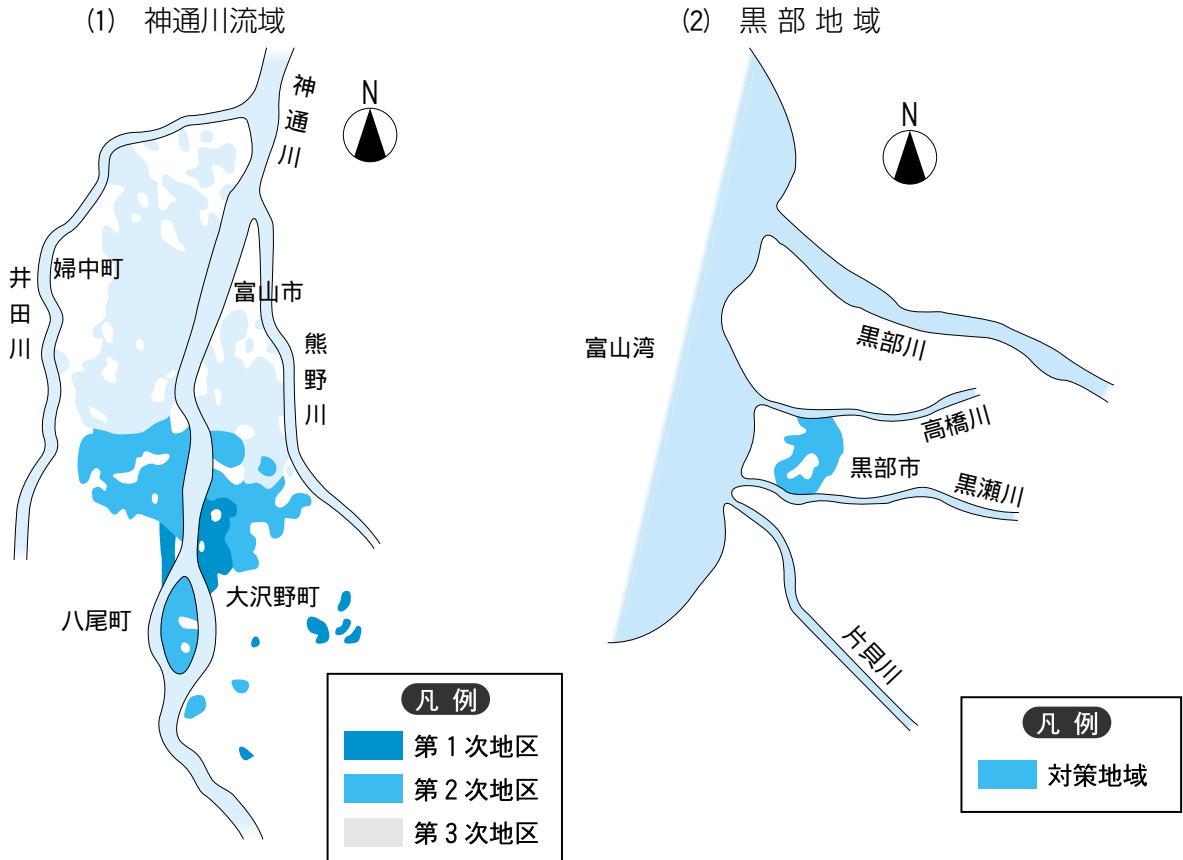 (1) 神通川流域
神通川
N
井田川
婦中町
富山市
熊野川
八尾町
大沢野町
凡例
第1次地区
第2次地区
第3次地区
(2) 黒部地域
N
富山湾
黒部川
高橋川
黒部市
黒瀬川
片貝川
凡例
対策地域